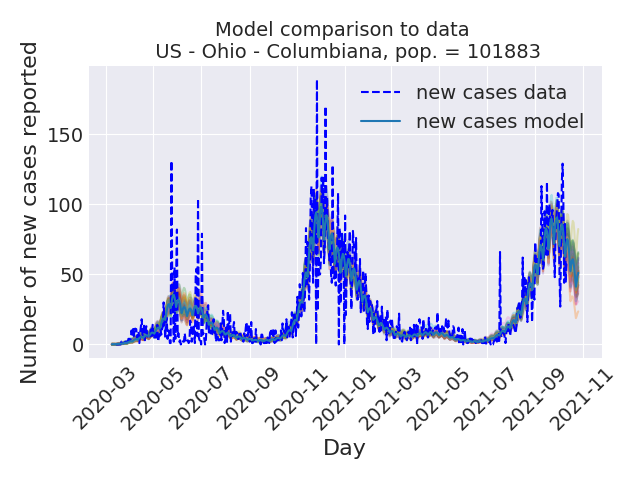 Model comparison to data
US - Ohio - Columbiana, pop. = 101883
new cases data
new cases model
Number of new cases reported
150
100
50
0
2020-03
2020-05
2020-07
2020-09
2020-11
2021-01
2021-03
2021-05
2021-07
2021-09
2021-11
Day